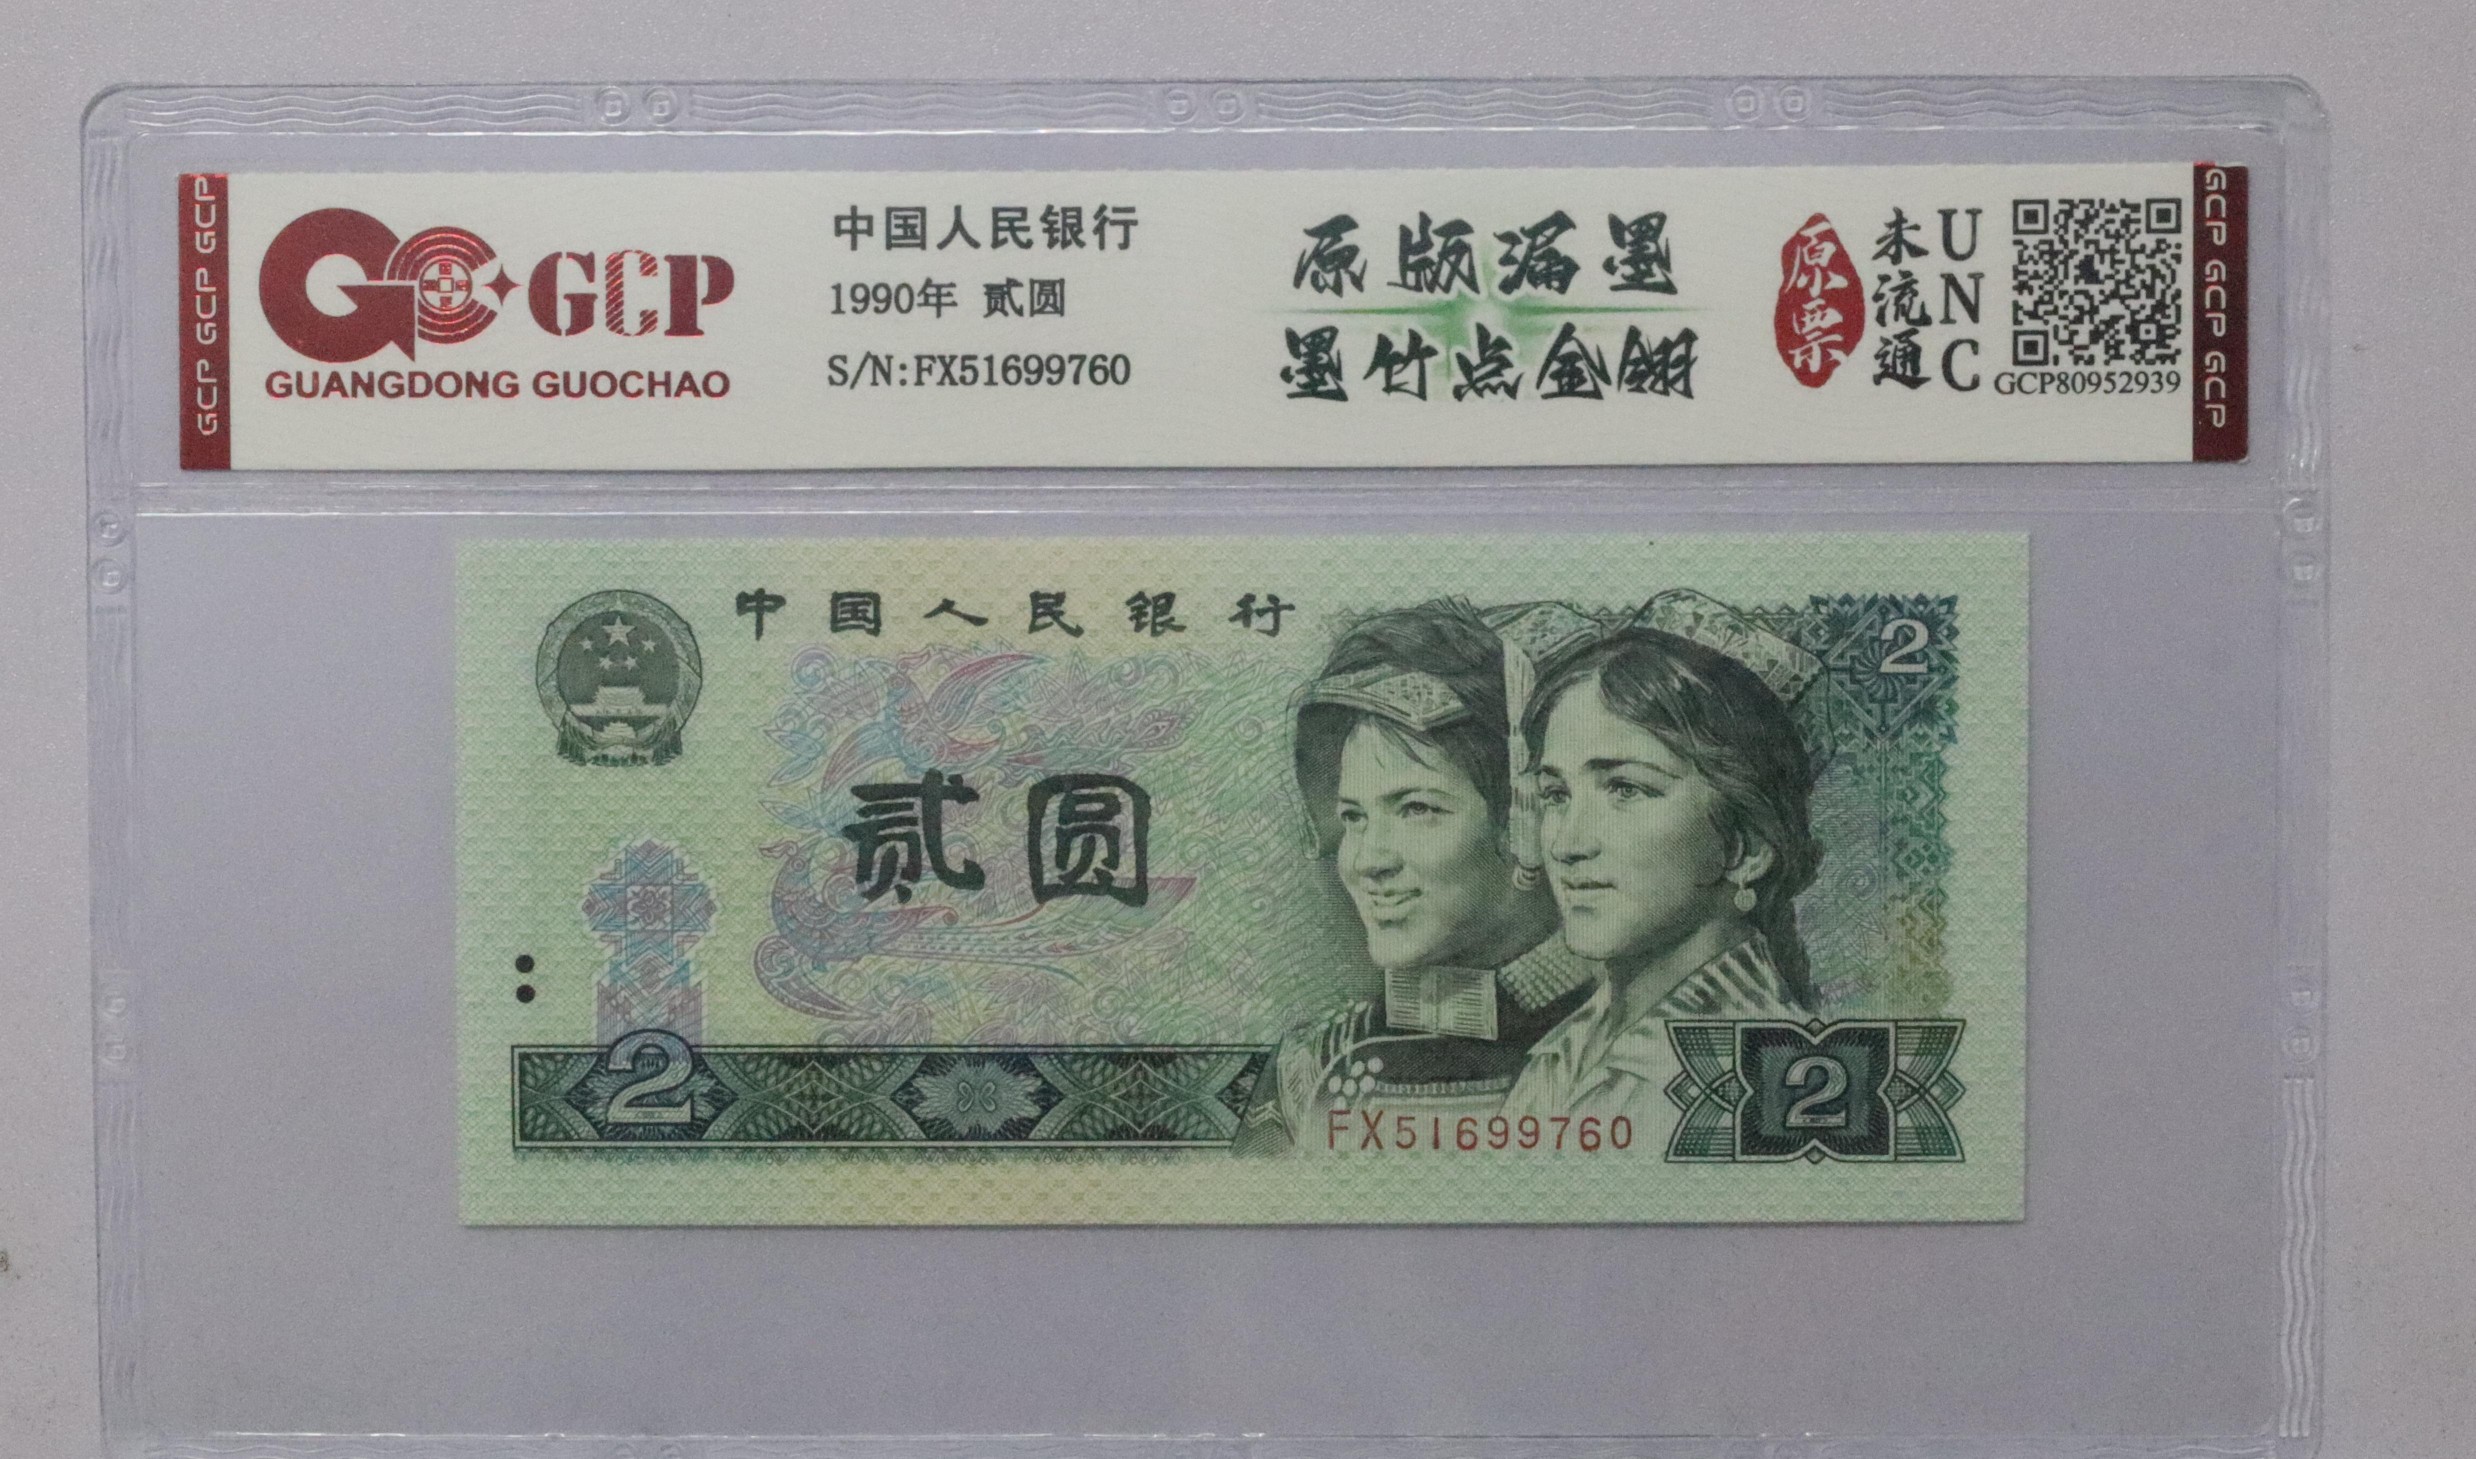 GCP GCP GCP
GCP
GUANGDONG GUOCHAO
中国人民银行
1990年 贰圆
S/N:FX51699760
原版漏墨
墨竹点金翎
原票
未流通
UNC
GCP80952939
GCP GCP GCP
中国人民银行
2
贰圆
2
FX51699760
2